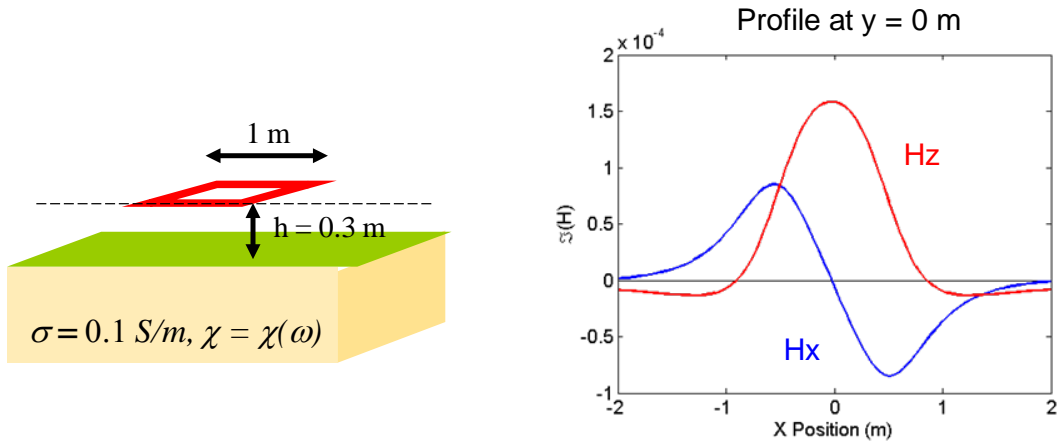 1 m
h = 0.3 m
σ = 0.1 S/m, χ = χ(ω)
Profile at y = 0 m
x 10⁻⁴
2
1.5
1
0.5
0
-0.5
-1
ℑ(H)
Hz
Hx
-2 -1 0 1 2
X Position (m)